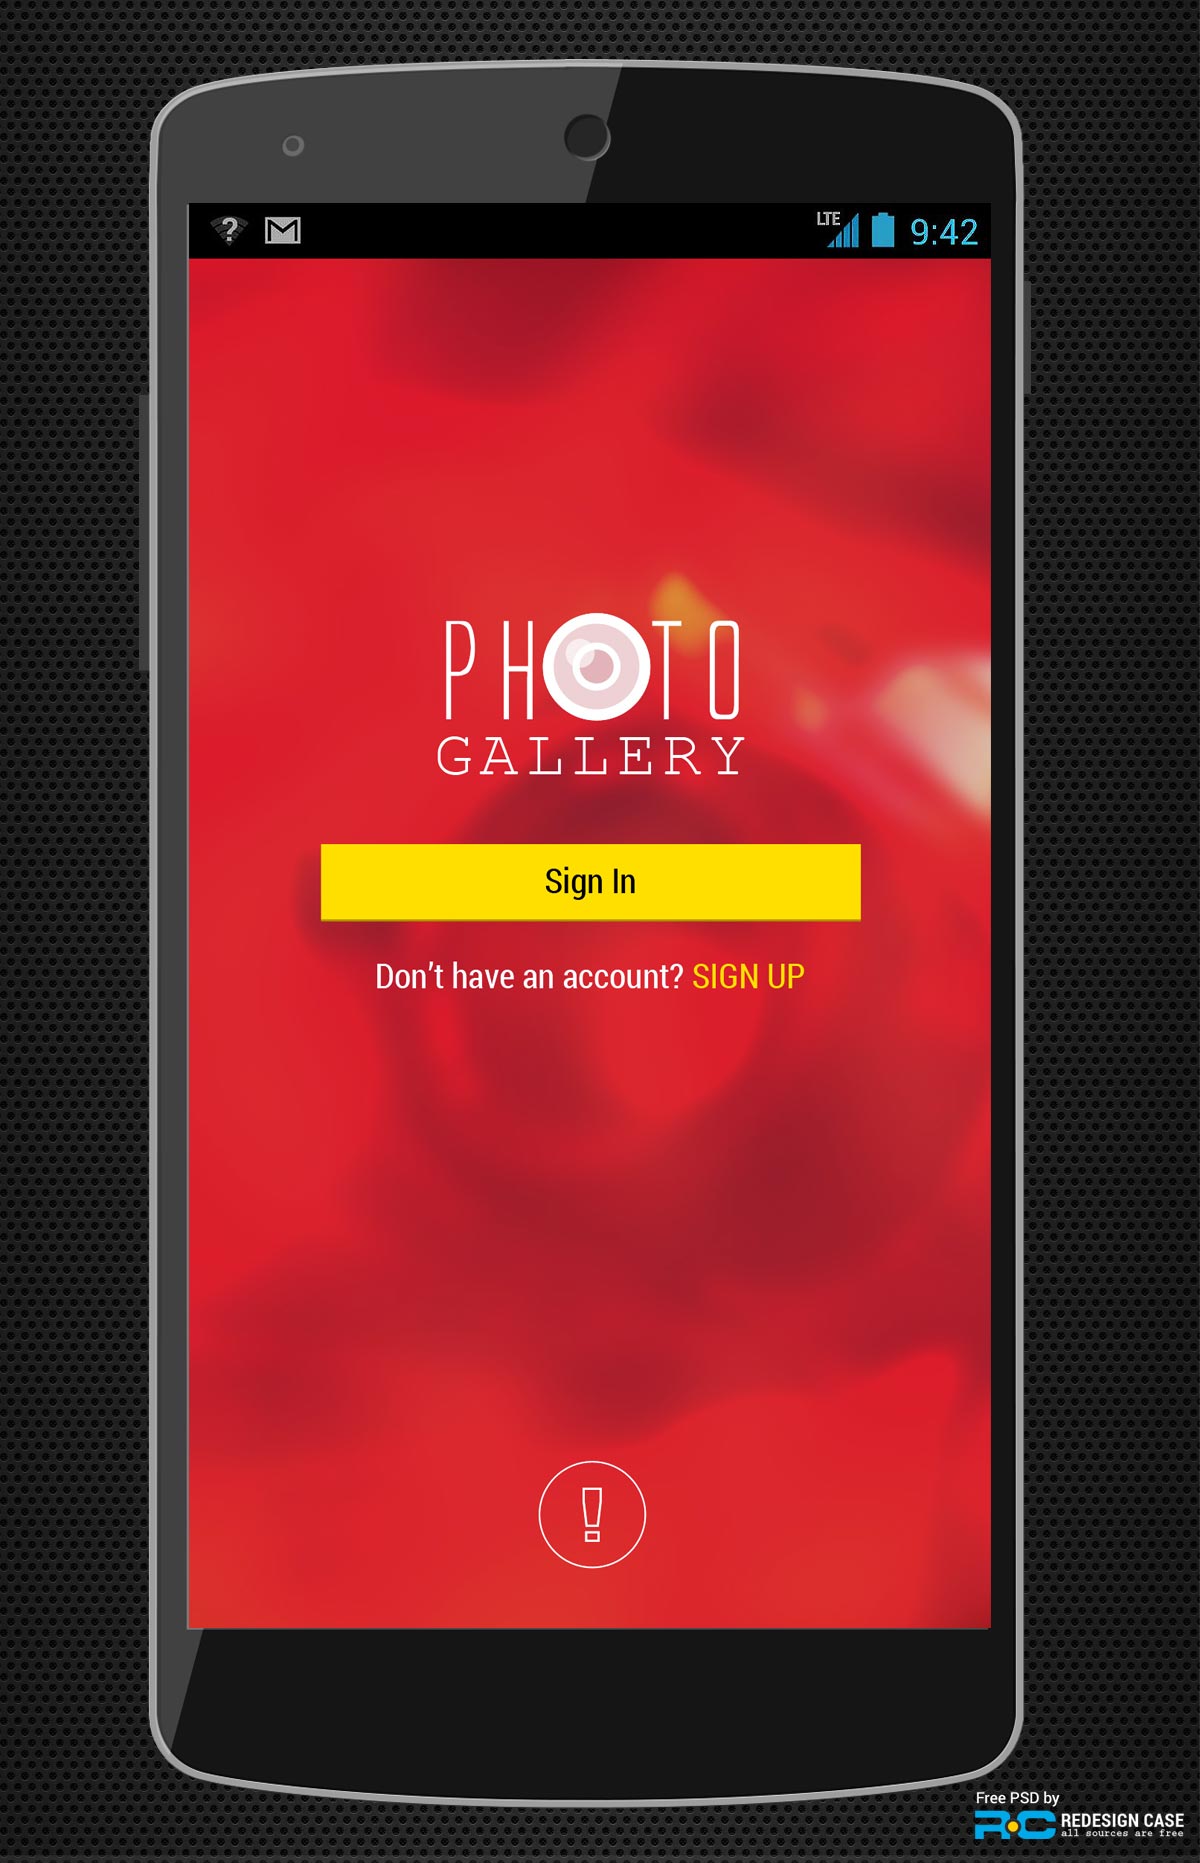 LTE 9:42
PHOTO
GALLERY
Sign In
Don’t have an account? SIGN UP
!
Free PSD by
RC REDESIGN CASE
all sources are free